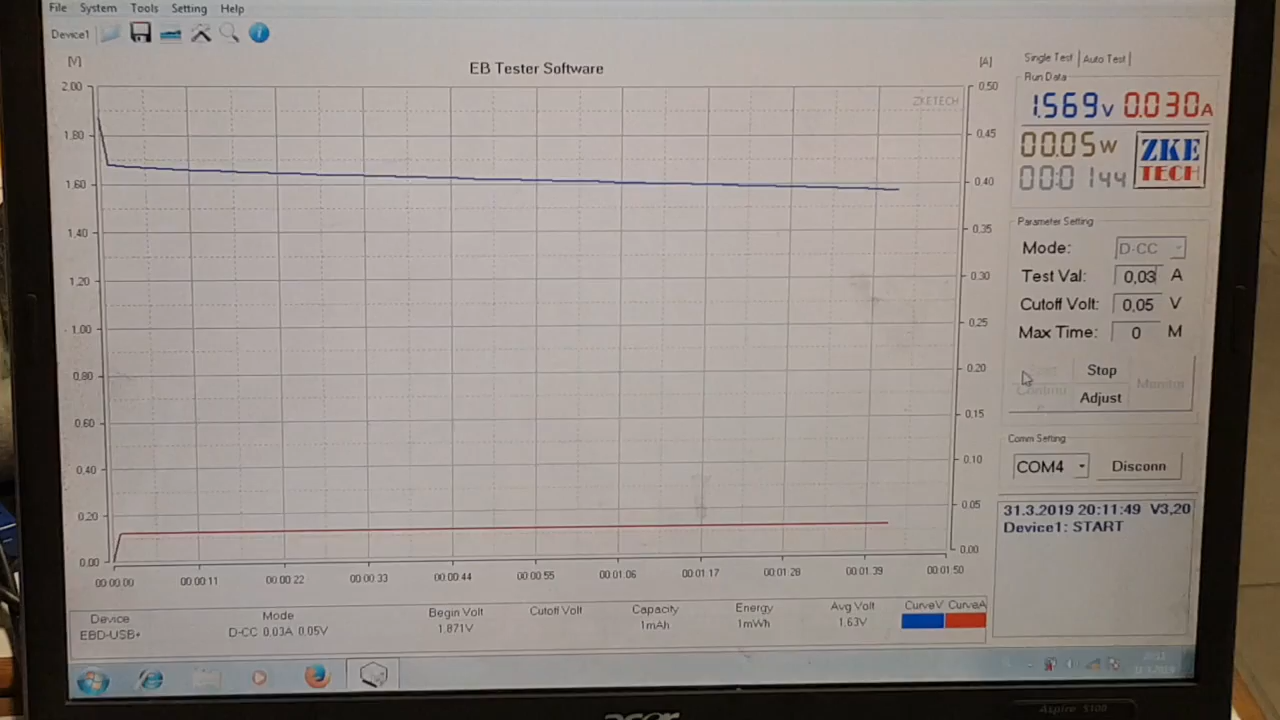 File System Tools Setting Help
Device1
EB Tester Software
[V]
[A]
2.00
1.80
1.60
1.40
1.20
1.00
0.80
0.60
0.40
0.20
0.00
ZKETECH
0.50
0.45
0.40
0.35
0.30
0.25
0.20
0.15
0.10
0.05
0.00
00:00:00 00:00:11 00:00:22 00:00:33 00:00:44 00:00:55 00:01:06 00:01:17 00:01:28 00:01:39 00:01:50
Device Mode Begin Volt Cutoff Volt Capacity Energy Avg Volt CurveV CurveA
EBD-USB+ D-CC 0.03A 0.05V 1.871V 1mAh 1mWh 1.63V
Single Test Auto Test
Run Data
1.569V 0.030A
00.05W
00:0144
ZKE
TECH
Parameter Setting
Mode: D-CC
Test Val: 0,03 A
Cutoff Volt: 0,05 V
Max Time: 0 M
Stop
Adjust
Monitor
Comm Setting
COM4 Disconn
31.3.2019 20:11:49 V3,20
Device1: START
acer
Aspire 5100